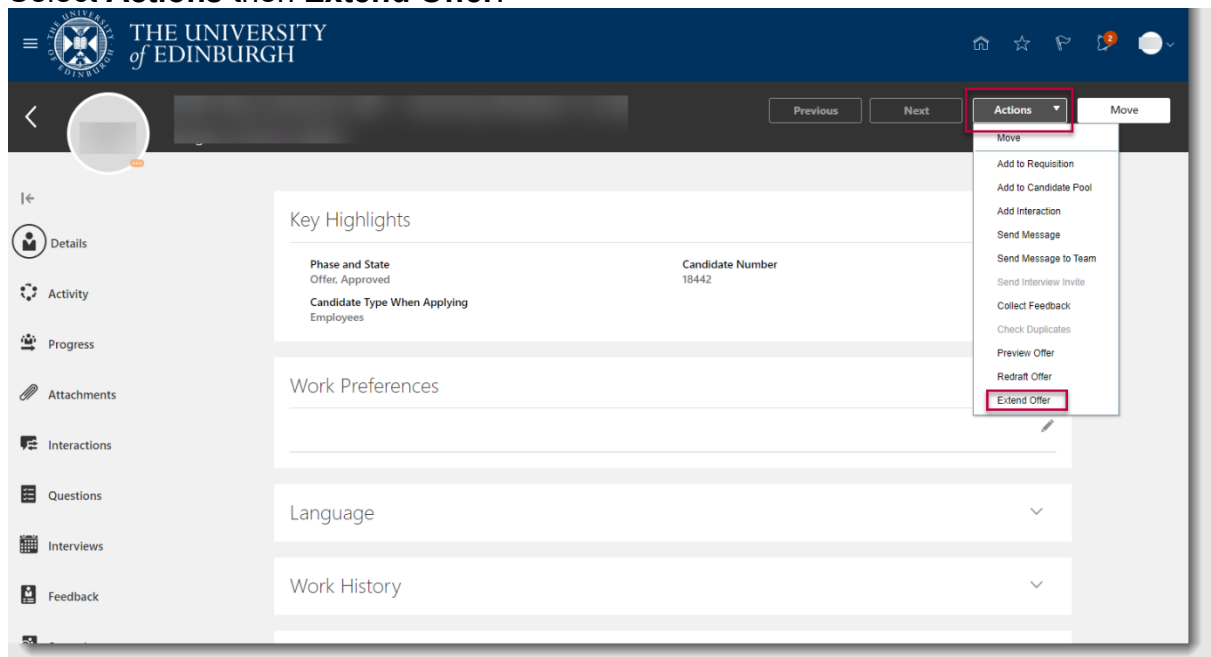 Select Actions then Extend Offer.
THE UNIVERSITY
of EDINBURGH
2
Previous
Next
Actions
Move
Move
Add to Requisition
Add to Candidate Pool
Add Interaction
Send Message
Send Message to Team
Send Interview Invite
Collect Feedback
Check Duplicates
Preview Offer
Redraft Offer
Extend Offer
Details
Activity
Progress
Attachments
Interactions
Questions
Interviews
Feedback
Key Highlights
Phase and State
Offer, Approved
Candidate Number
18442
Candidate Type When Applying
Employees
Work Preferences
Language
Work History